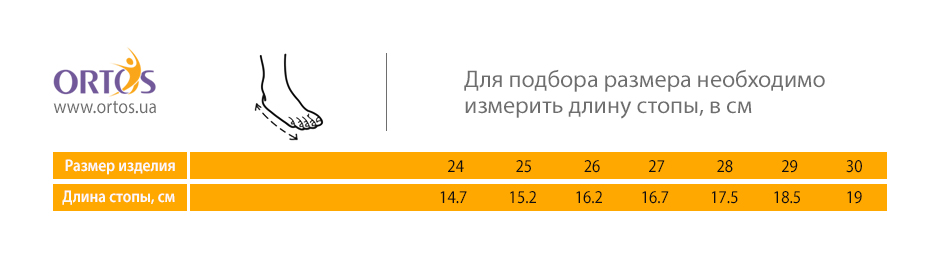 ORTOS
www.ortos.ua
Для подбора размера необходимо
измерить длину стопы, в см
Размер изделия 24 25 26 27 28 29 30
Длина стопы, см 14.7 15.2 16.2 16.7 17.5 18.5 19